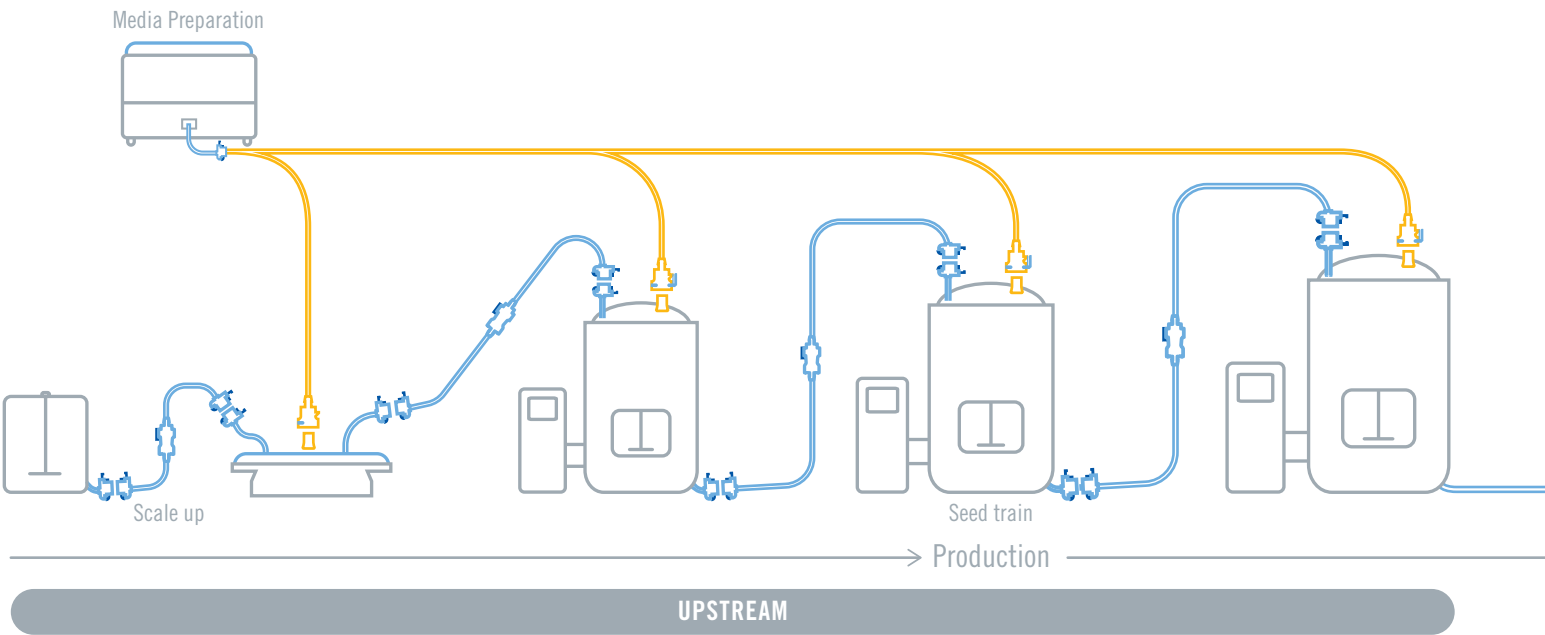 Media Preparation
Scale up
Seed train
Production
UPSTREAM